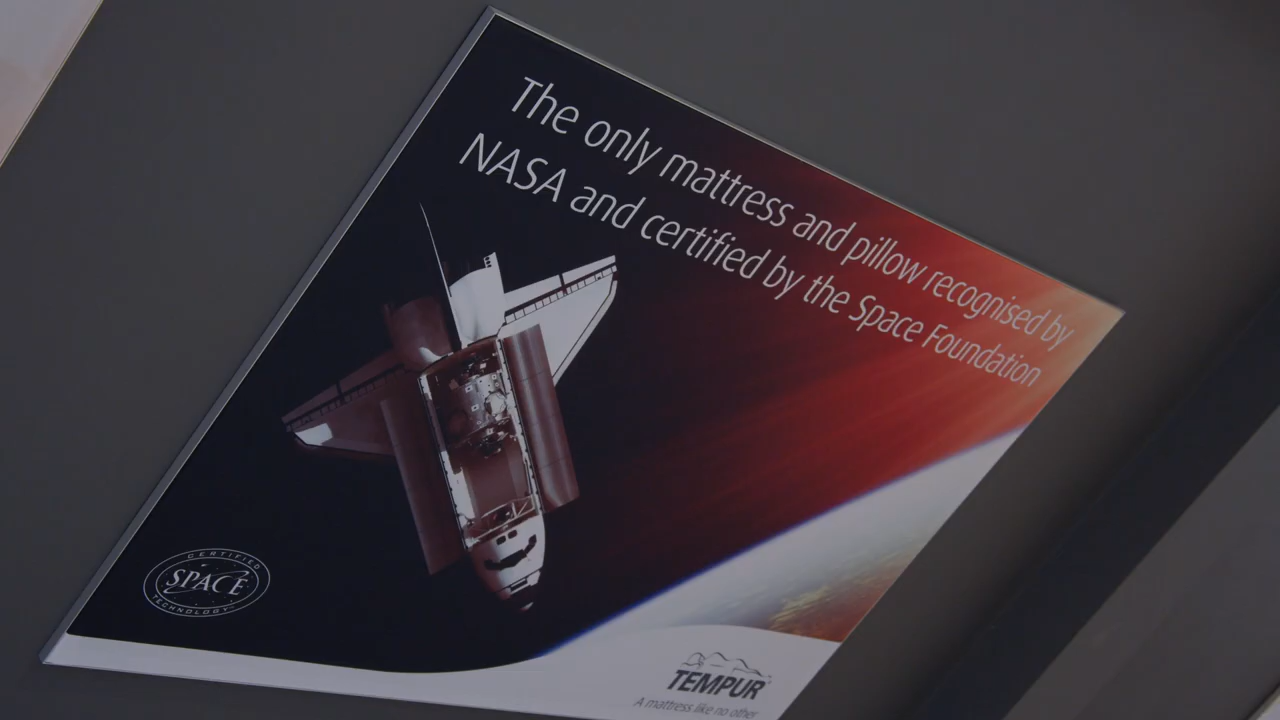 The only mattress and pillow recognised by
NASA and certified by the Space Foundation
CERTIFIED
SPACE
TECHNOLOGY
TEMPUR
A mattress like no other